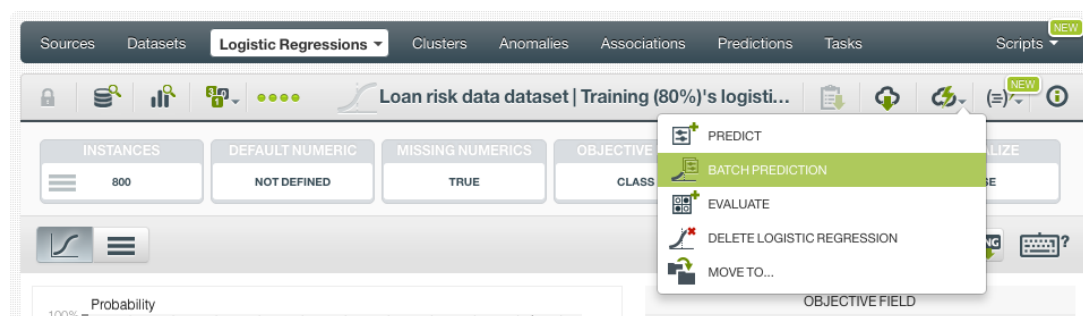 NEW
Sources Datasets Logistic Regressions Clusters Anomalies Associations Predictions Tasks Scripts
NEW
Loan risk data dataset | Training (80%)'s logisti... (=)
PREDICT
INSTANCES DEFAULT NUMERIC MISSING NUMERICS OBJECTIVE
BATCH PREDICTION
800 NOT DEFINED TRUE CLASS
EVALUATE
DELETE LOGISTIC REGRESSION
MOVE TO...
?
Probability OBJECTIVE FIELD
100%